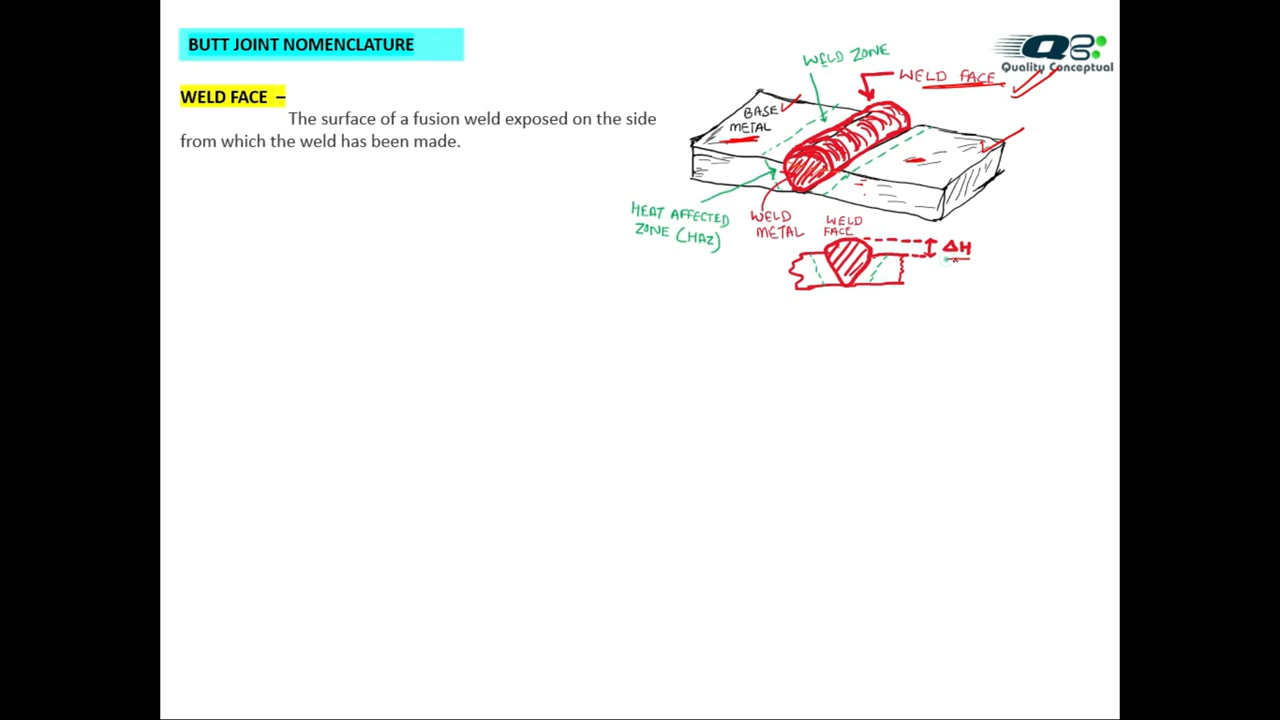 BUTT JOINT NOMENCLATURE
WELD FACE –
The surface of a fusion weld exposed on the side
from which the weld has been made.
Quality Conceptual
WELD ZONE
WELD FACE
BASE
METAL
HEAT AFFECTED
ZONE (HAZ)
WELD
METAL
WELD
FACE
ΔH